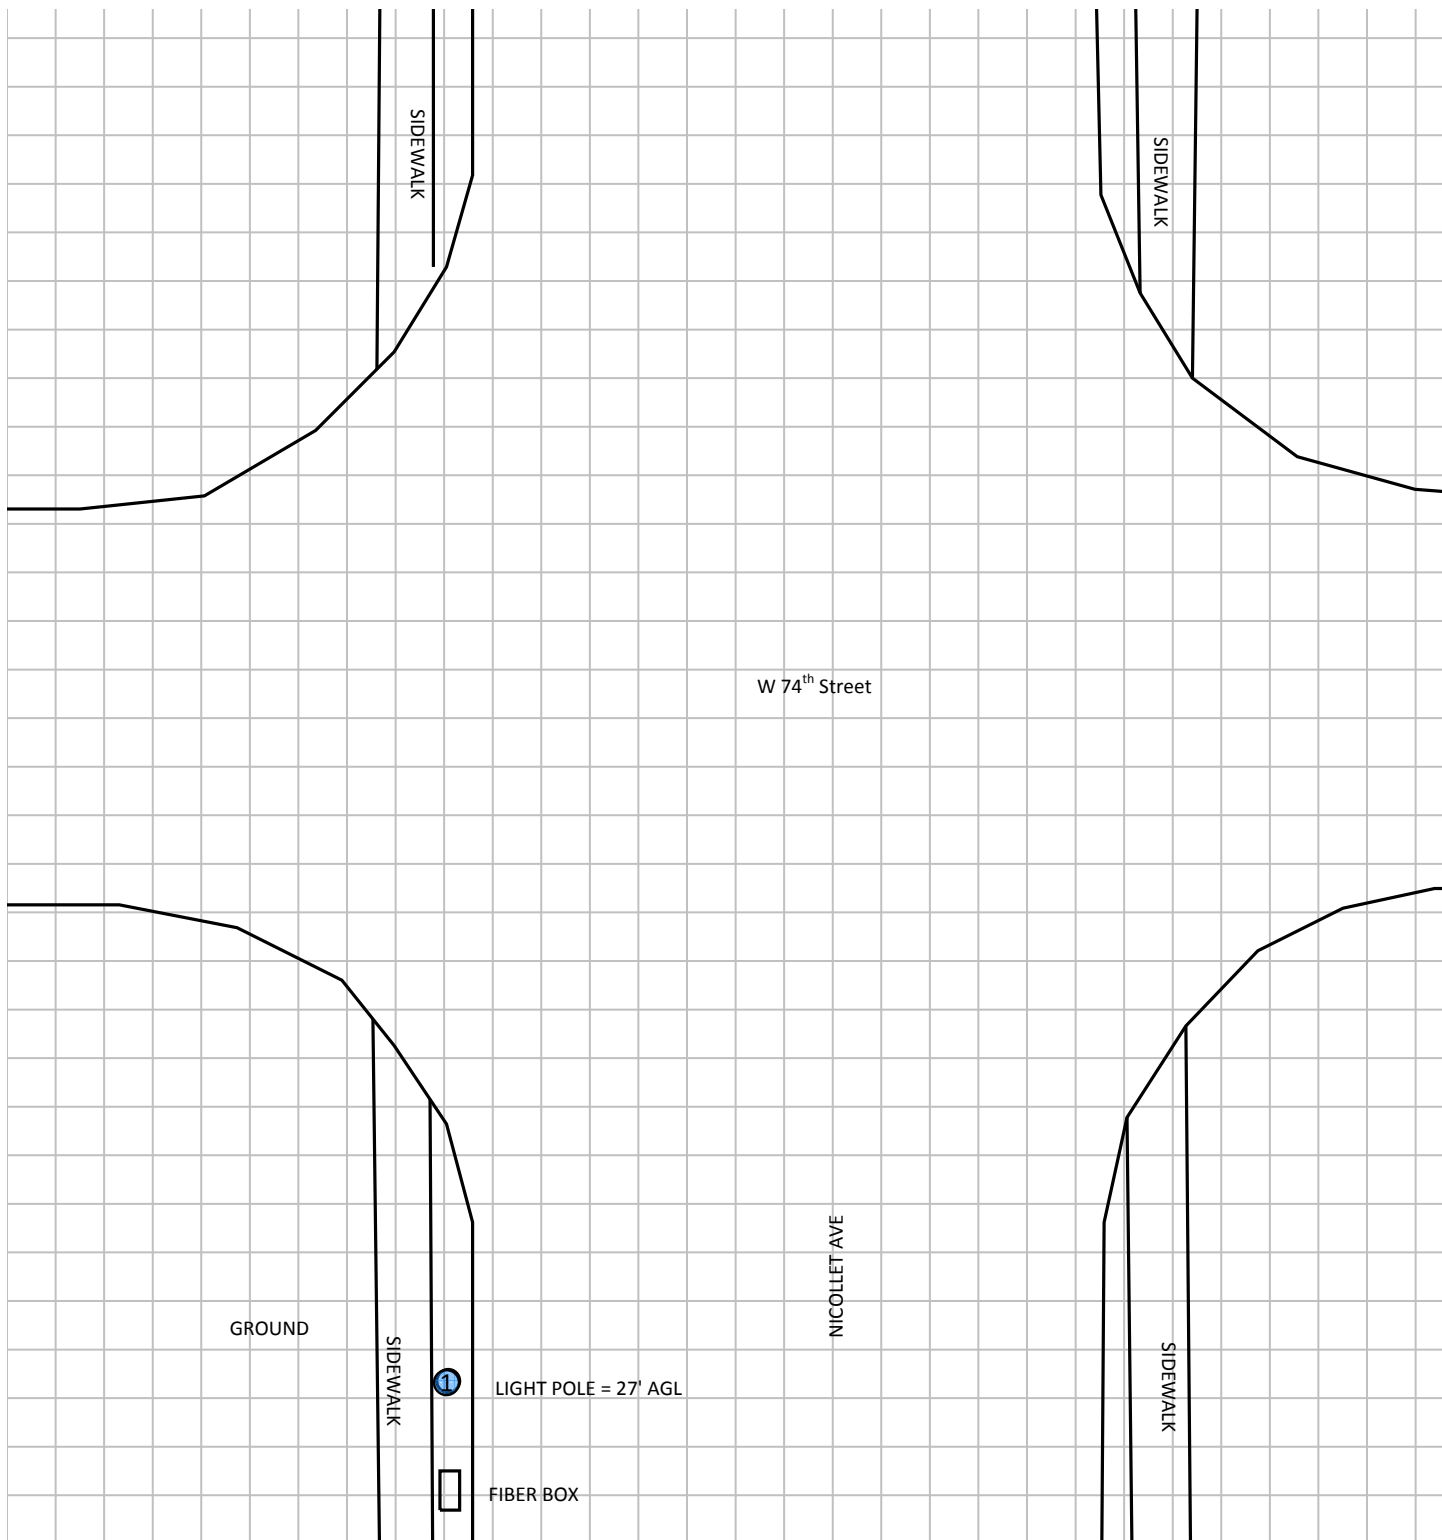 SIDEWALK
SIDEWALK
W 74th Street
NICOLLET AVE
GROUND
SIDEWALK
SIDEWALK
1
LIGHT POLE = 27' AGL
FIBER BOX